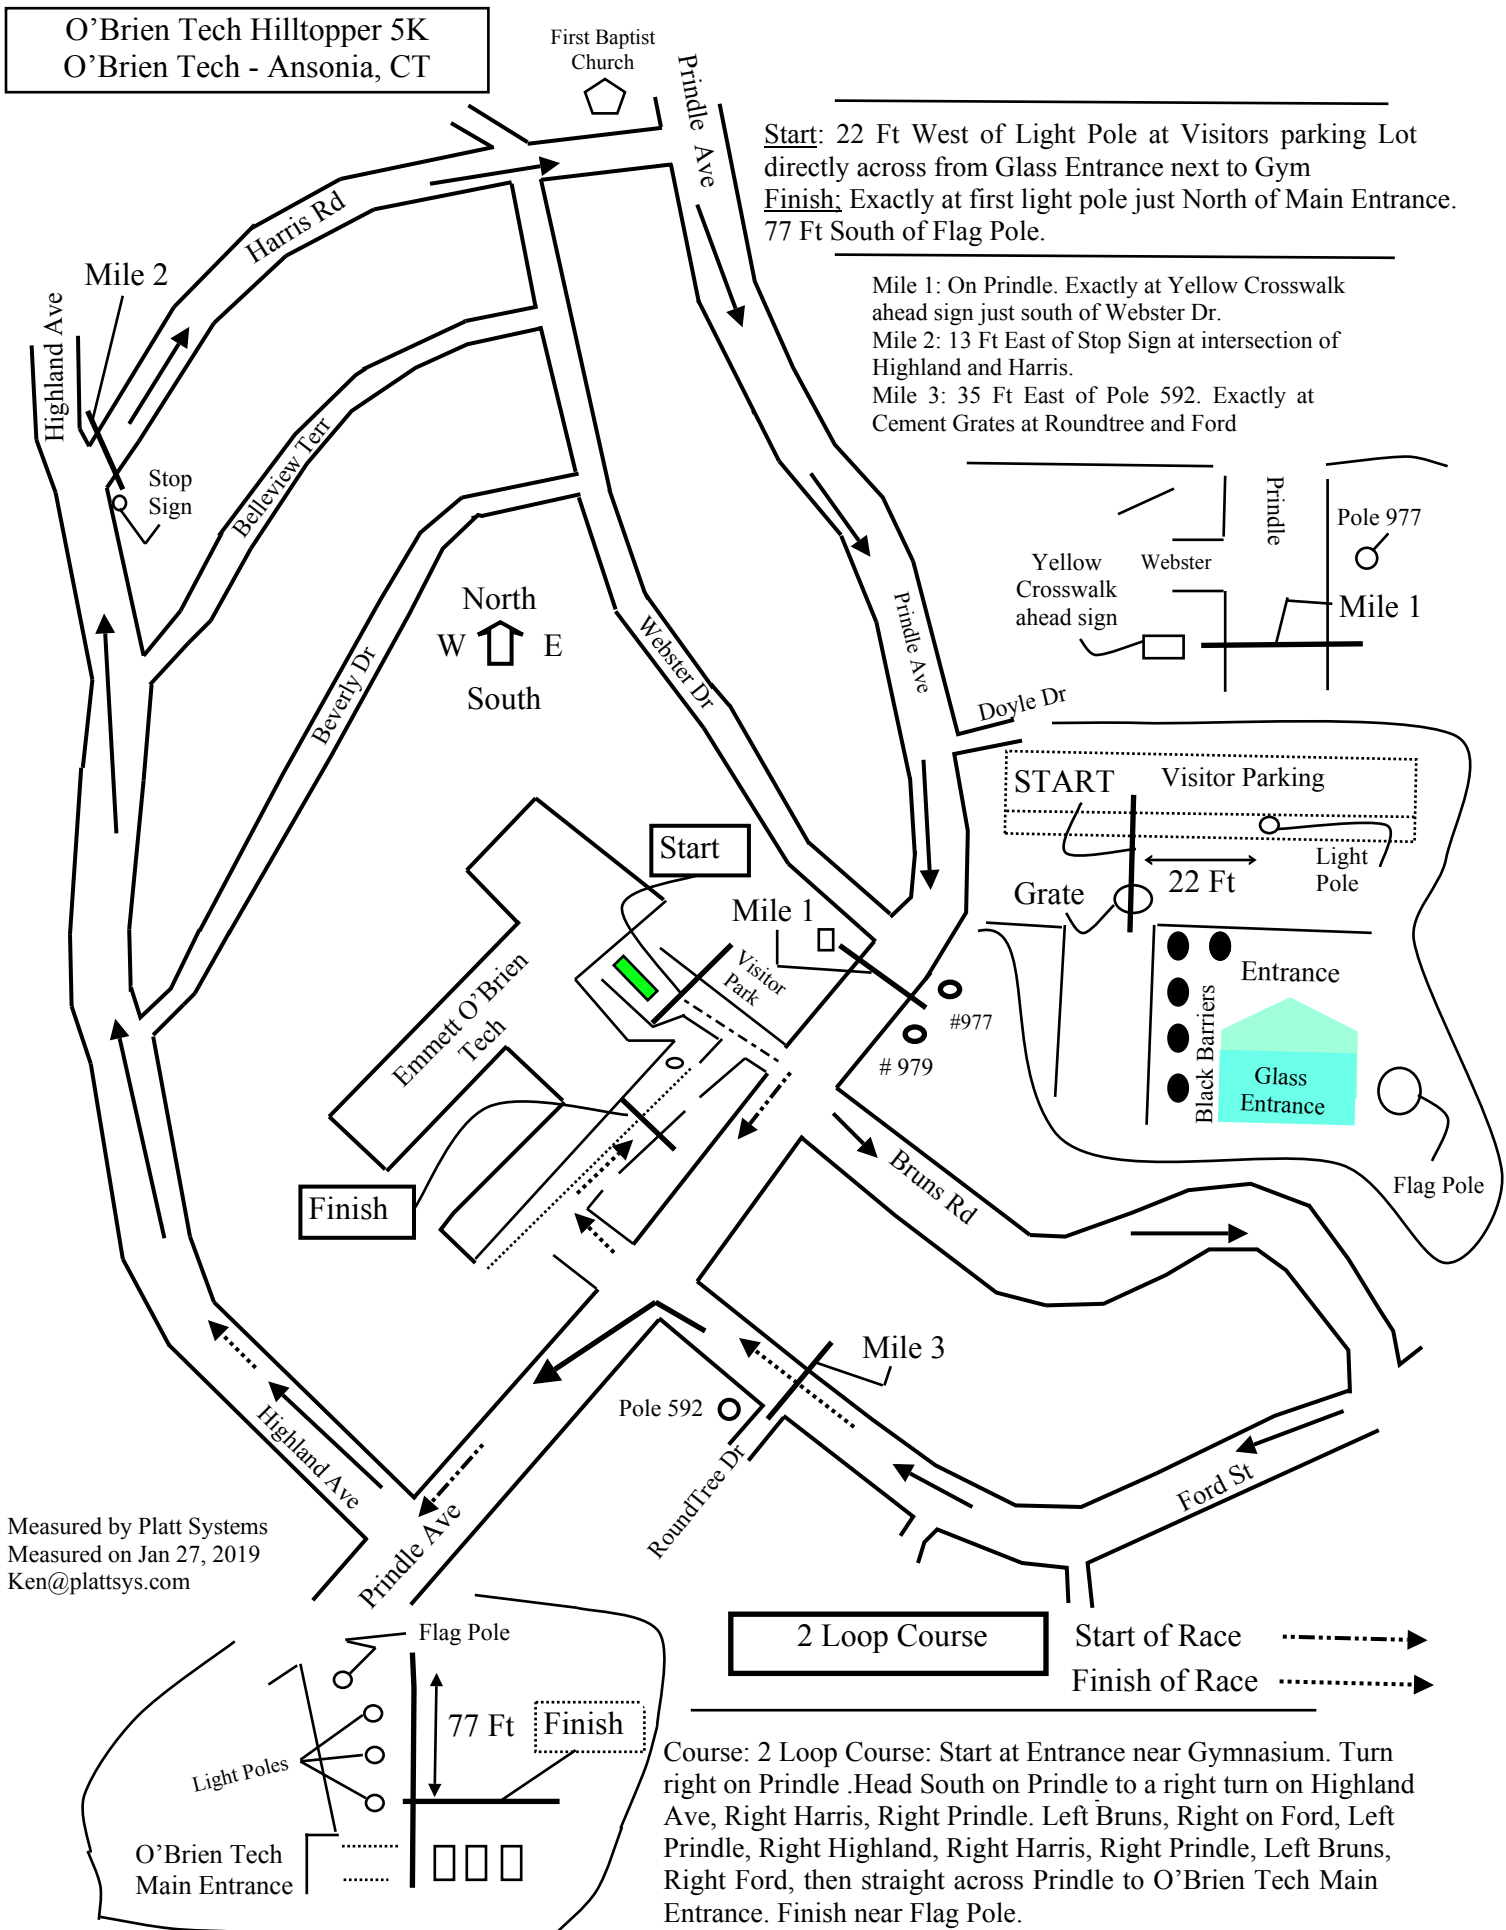 O'Brien Tech Hilltopper 5K
O'Brien Tech - Ansonia, CT
First Baptist
Church
Prindle Ave
Start: 22 Ft West of Light Pole at Visitors parking Lot
directly across from Glass Entrance next to Gym
Finish; Exactly at first light pole just North of Main Entrance.
77 Ft South of Flag Pole.
Harris Rd
Mile 2
Highland Ave
Mile 1: On Prindle. Exactly at Yellow Crosswalk
ahead sign just south of Webster Dr.
Mile 2: 13 Ft East of Stop Sign at intersection of
Highland and Harris.
Mile 3: 35 Ft East of Pole 592. Exactly at
Cement Grates at Roundtree and Ford
Stop
Sign
Belleview Terr
Prindle
Pole 977
Yellow
Crosswalk
ahead sign
Webster
Mile 1
North
W E
South
Beverly Dr
Webster Dr
Prindle Ave
Doyle Dr
START
Visitor Parking
Light
Pole
22 Ft
Grate
Start
Mile 1
Visitor
Park
Entrance
Black Barriers
Glass
Entrance
Flag Pole
Emmett O'Brien
Tech
#977
# 979
Finish
Bruns Rd
Mile 3
Pole 592
Highland Ave
RoundTree Dr
Ford St
Prindle Ave
Measured by Platt Systems
Measured on Jan 27, 2019
Ken@plattsys.com
Flag Pole
77 Ft
Finish
Light Poles
O'Brien Tech
Main Entrance
2 Loop Course
Start of Race
Finish of Race
Course: 2 Loop Course: Start at Entrance near Gymnasium. Turn
right on Prindle .Head South on Prindle to a right turn on Highland
Ave, Right Harris, Right Prindle. Left Bruns, Right on Ford, Left
Prindle, Right Highland, Right Harris, Right Prindle, Left Bruns,
Right Ford, then straight across Prindle to O'Brien Tech Main
Entrance. Finish near Flag Pole.